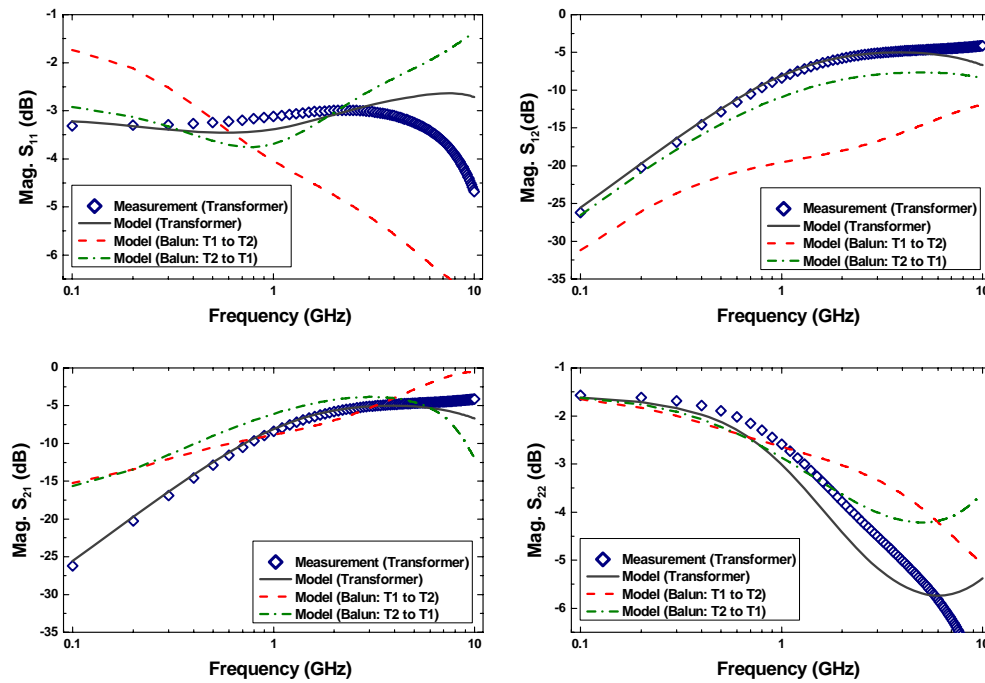 -1
-2
-3
-4
-5
-6
Mag. S11 (dB)
Measurement (Transformer)
Model (Transformer)
Model (Balun: T1 to T2)
Model (Balun: T2 to T1)
0.1
1
10
Frequency (GHz)
0
-5
-10
-15
-20
-25
-30
-35
Mag. S12(dB)
Measurement (Transformer)
Model (Transformer)
Model (Balun: T1 to T2)
Model (Balun: T2 to T1)
0.1
1
10
Frequency (GHz)
0
-5
-10
-15
-20
-25
-30
-35
Mag. S21 (dB)
Measurement (Transformer)
Model (Transformer)
Model (Balun: T1 to T2)
Model (Balun: T2 to T1)
0.1
1
10
Frequency (GHz)
-1
-2
-3
-4
-5
-6
Mag. S22 (dB)
Measurement (Transformer)
Model (Transformer)
Model (Balun: T1 to T2)
Model (Balun: T2 to T1)
0.1
1
10
Frequency (GHz)